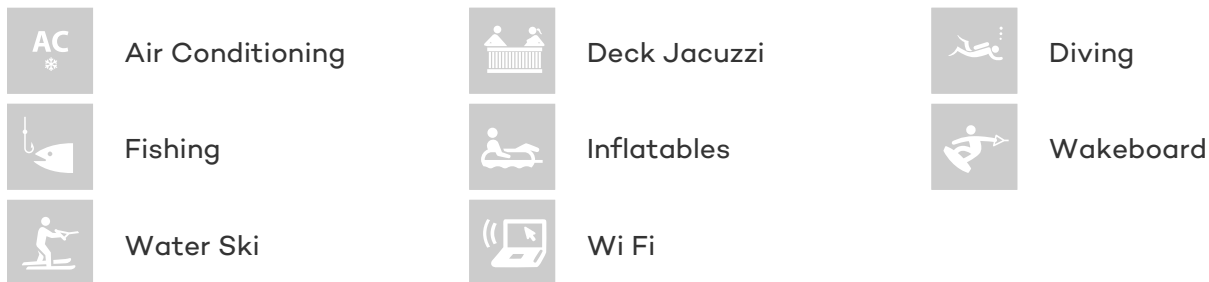 AC
Air Conditioning
Deck Jacuzzi
Diving
Fishing
Inflatables
Wakeboard
Water Ski
Wi Fi